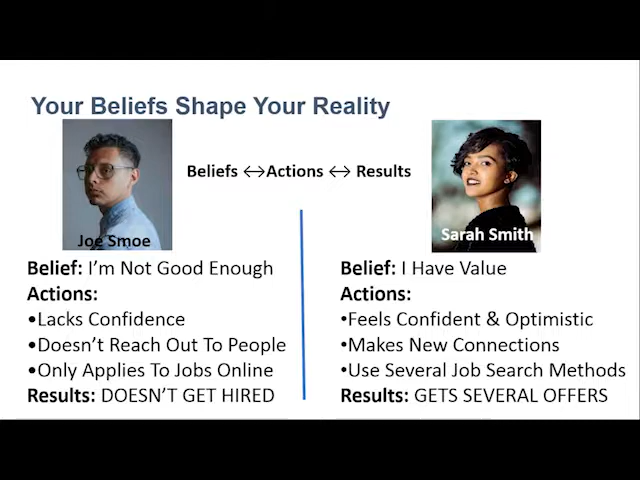 Your Beliefs Shape Your Reality
Beliefs ↔Actions ↔ Results
Joe Smoe
Belief: I’m Not Good Enough
Actions:
•Lacks Confidence
•Doesn’t Reach Out To People
•Only Applies To Jobs Online
Results: DOESN’T GET HIRED
Sarah Smith
Belief: I Have Value
Actions:
•Feels Confident & Optimistic
•Makes New Connections
•Use Several Job Search Methods
Results: GETS SEVERAL OFFERS